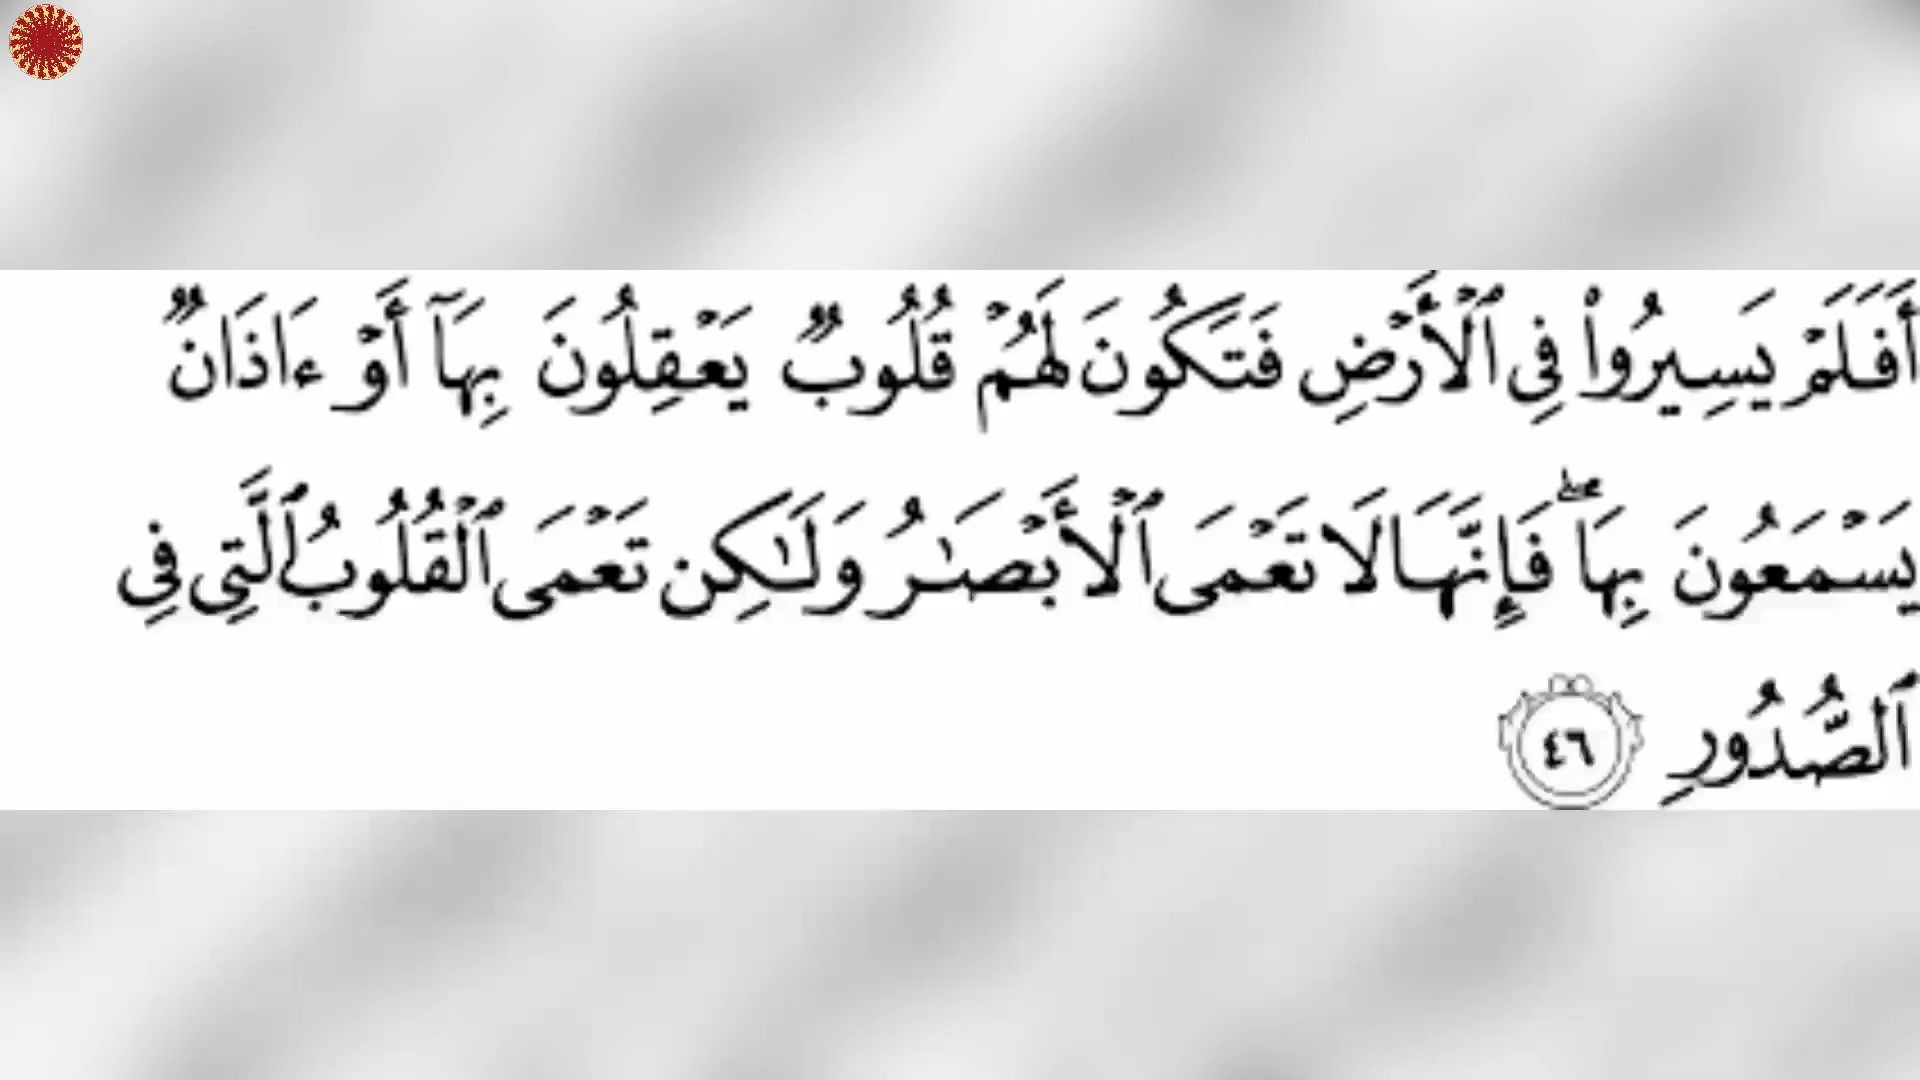 أَفَلَمْ يَسِيرُوا۟ فِى ٱلْأَرْضِ فَتَكُونَ لَهُمْ قُلُوبٌ يَعْقِلُونَ بِهَآ أَوْ ءَاذَانٌ
يَسْمَعُونَ بِهَا ۖ فَإِنَّهَا لَا تَعْمَى ٱلْأَبْصَـٰرُ وَلَـٰكِن تَعْمَى ٱلْقُلُوبُ ٱلَّتِى فِى
ٱلصُّدُورِ ٤٦